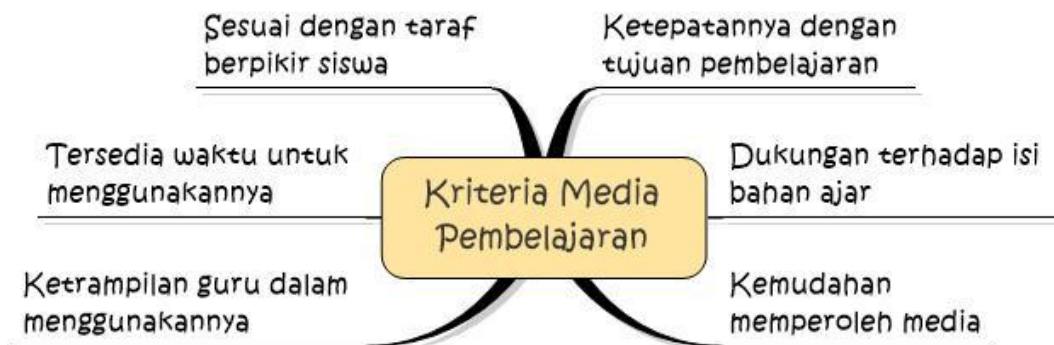 Sesuai dengan taraf
berpikir siswa
Ketepatannya dengan
tujuan pembelajaran
Tersedia waktu untuk
menggunakannya
Kriteria Media
Pembelajaran
Dukungan terhadap isi
bahan ajar
Ketrampilan guru dalam
menggunakannya
Kemudahan
memperoleh media